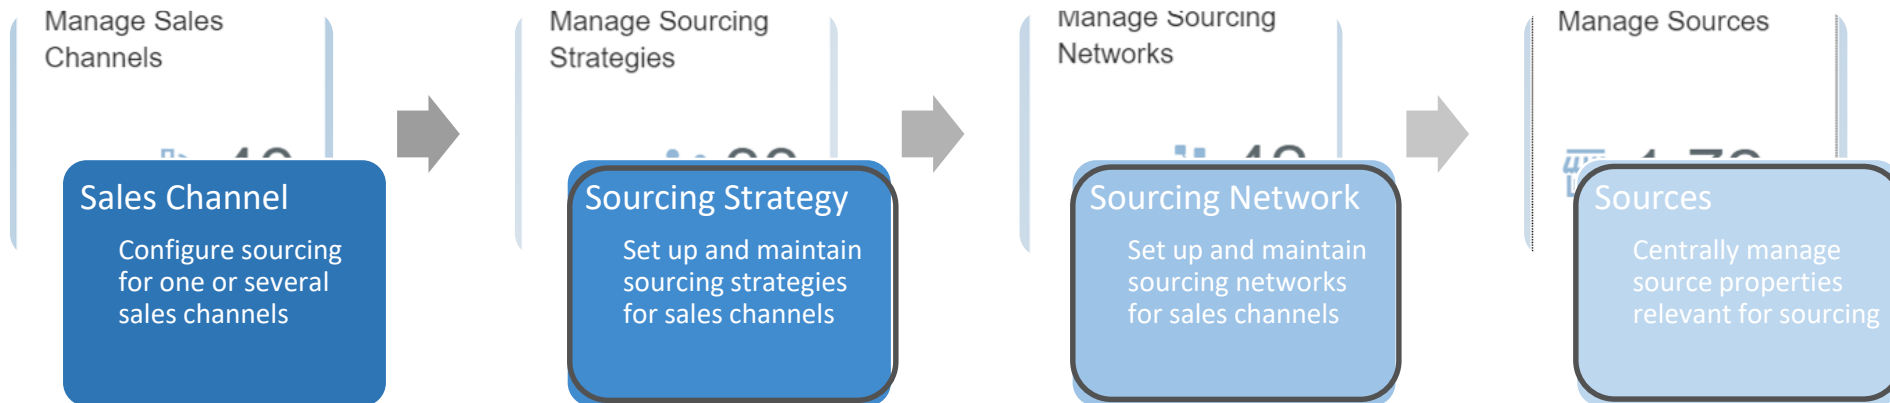 Manage Sales
Channels
Sales Channel
Configure sourcing
for one or several
sales channels
Manage Sourcing
Strategies
Sourcing Strategy
Set up and maintain
sourcing strategies
for sales channels
Manage Sourcing
Networks
Sourcing Network
Set up and maintain
sourcing networks
for sales channels
Manage Sources
Sources
Centrally manage
source properties
relevant for sourcing